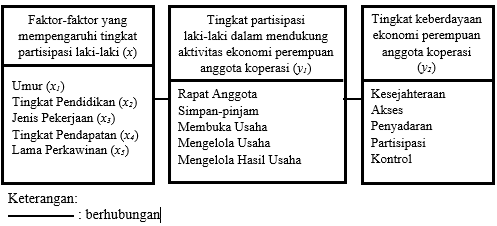 Faktor-faktor yang
mempengaruhi tingkat
partisipasi laki-laki (x)
Umur (x1)
Tingkat Pendidikan (x2)
Jenis Pekerjaan (x3)
Tingkat Pendapatan (x4)
Lama Perkawinan (x5)
Tingkat partisipasi
laki-laki dalam mendukung
aktivitas ekonomi perempuan
anggota koperasi (y1)
Rapat Anggota
Simpan-pinjam
Membuka Usaha
Mengelola Usaha
Mengelola Hasil Usaha
Tingkat keberdayaan
ekonomi perempuan
anggota koperasi
(y2)
Kesejahteraan
Akses
Penyadaran
Partisipasi
Kontrol
Keterangan:
: berhubungan